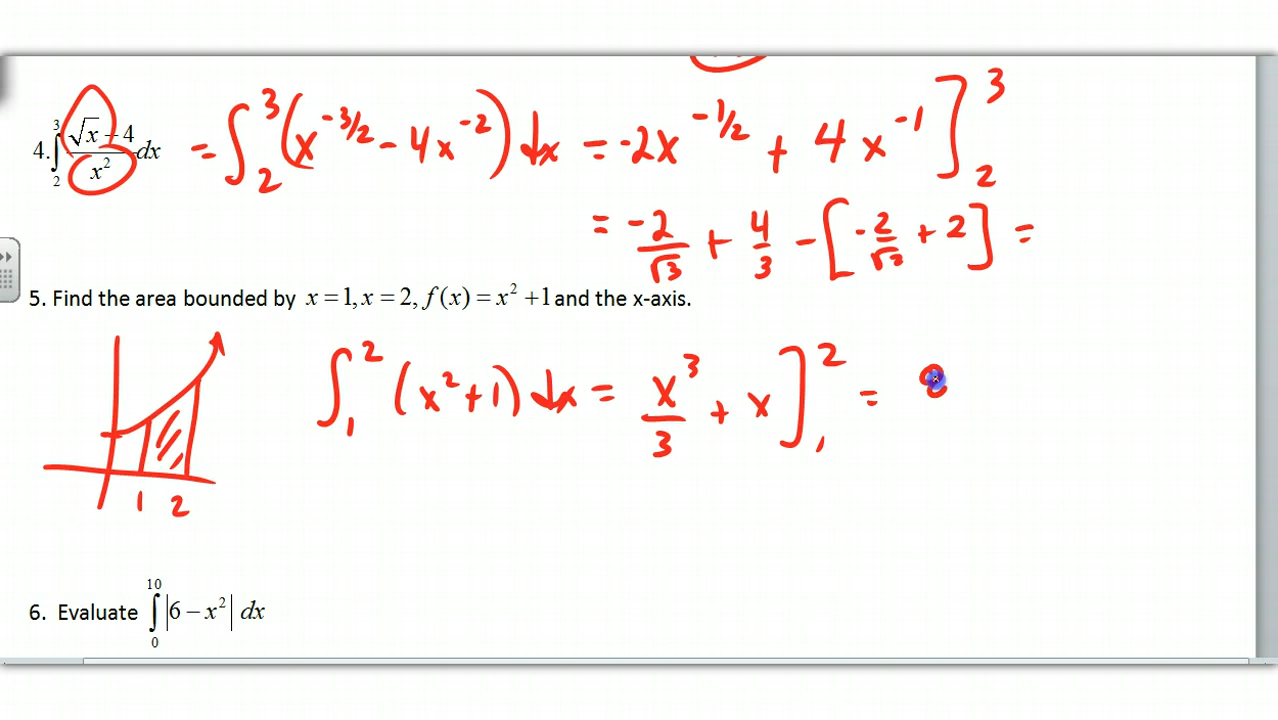 4. ∫₂³ (√x − 4)/x² dx = ∫₂³ (x^(-3/2) − 4x^(-2)) dx = -2x^(-1/2) + 4x^(-1) ]₂³
= -2/√3 + 4/3 − [ -2/√2 + 2 ] =
5. Find the area bounded by x = 1, x = 2, f(x) = x² + 1 and the x-axis.
∫₁² (x² + 1) dx = x³/3 + x ]₁² = 8
1 2
6. Evaluate ∫₀¹⁰ |6 − x²| dx